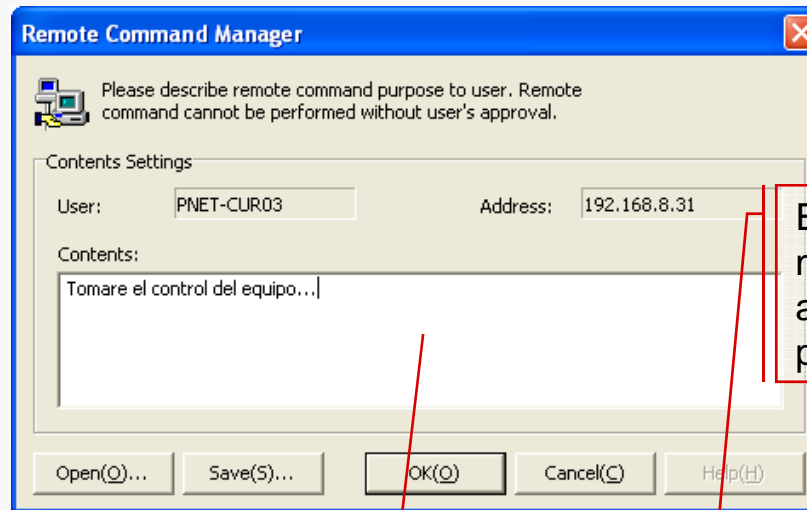 Remote Command Manager
Please describe remote command purpose to user. Remote
command cannot be performed without user's approval.
Contents Settings
User: PNET-CUR03 Address: 192.168.8.31
Contents:
Tomare el control del equipo...
Open(O)... Save(S)... OK(O) Cancel(C) Help(H)